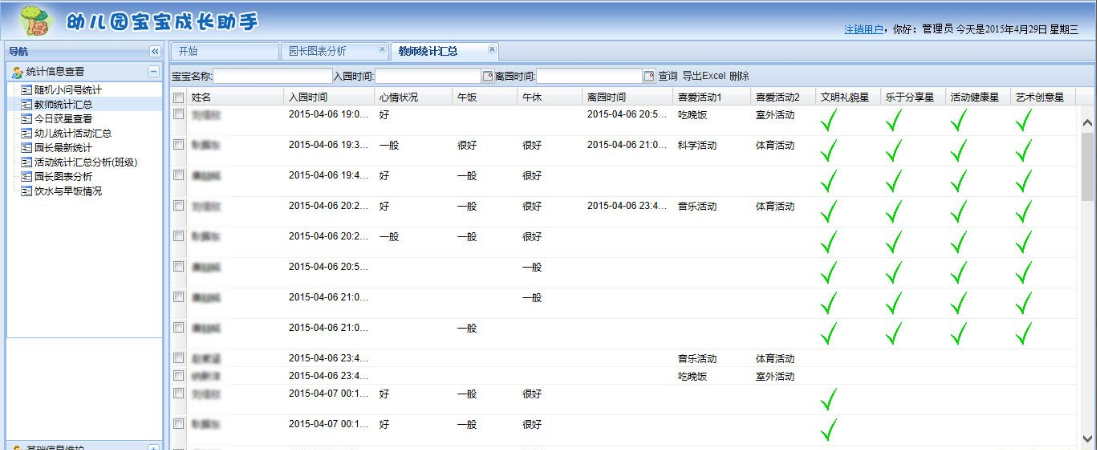 幼儿园宝宝成长助手
注销用户，你好：管理员 今天是2015年4月29日 星期三
导航
开始 园长图表分析 教师统计汇总
统计信息查看
随机小问号统计
教师统计汇总
今日获星查看
幼儿统计活动汇总
园长最新统计
活动统计汇总分析(班级)
园长图表分析
饮水与早饭情况
基础信息维护
宝宝名称: 入园时间: 离园时间: 查询 导出Excel 删除
姓名 入园时间 心情状况 午饭 午休 离园时间 喜爱活动1 喜爱活动2 文明礼貌星 乐于分享星 活动健康星 艺术创意星
2015-04-06 19:0... 好 2015-04-06 20:5... 吃晚饭 室外活动
2015-04-06 19:3... 一般 很好 很好 2015-04-06 21:0... 科学活动 体育活动
2015-04-06 19:4... 好 一般 很好
2015-04-06 20:2... 好 一般 很好 2015-04-06 23:4... 音乐活动 体育活动
2015-04-06 20:2... 一般 一般 很好
2015-04-06 20:5... 一般
2015-04-06 21:0... 一般
2015-04-06 21:0... 一般
2015-04-06 23:4... 音乐活动 体育活动
2015-04-06 23:4... 吃晚饭 室外活动
2015-04-07 00:1... 好 一般 很好
2015-04-07 00:1... 好 一般 很好